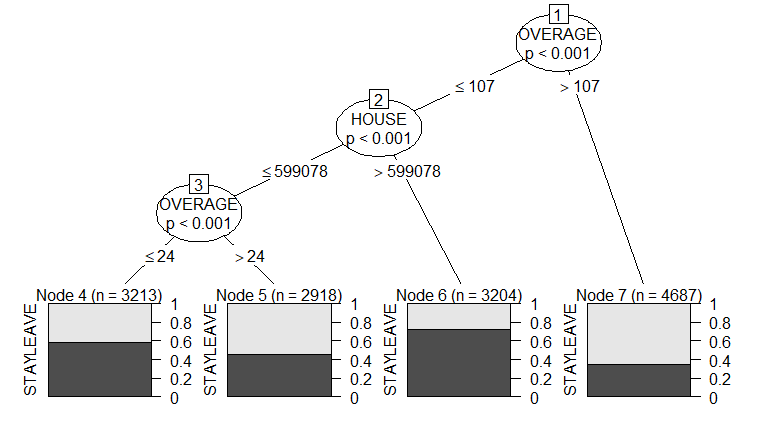 1
OVERAGE
p < 0.001
≤ 107
> 107
2
HOUSE
p < 0.001
≤ 599078
> 599078
3
OVERAGE
p < 0.001
≤ 24
> 24
Node 4 (n = 3213)
STAYLEAVE
1
0.8
0.6
0.4
0.2
0
Node 5 (n = 2918)
STAYLEAVE
1
0.8
0.6
0.4
0.2
0
Node 6 (n = 3204)
STAYLEAVE
1
0.8
0.6
0.4
0.2
0
Node 7 (n = 4687)
STAYLEAVE
1
0.8
0.6
0.4
0.2
0